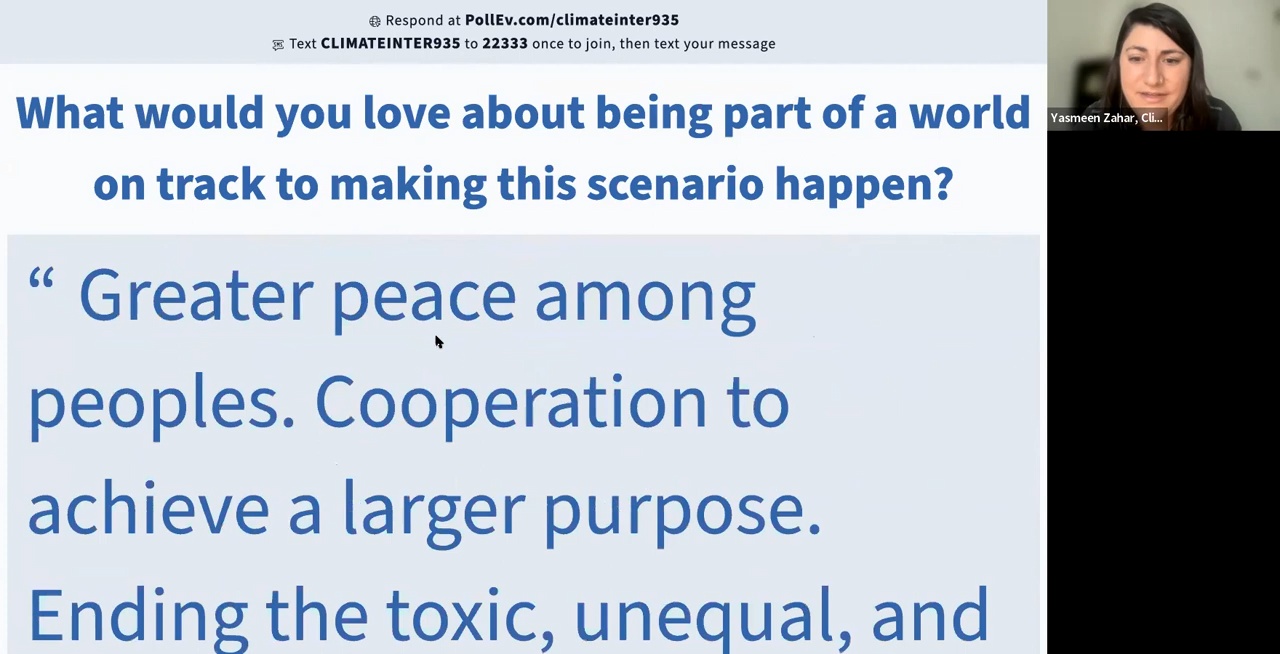 Respond at PollEv.com/climateinter935
Text CLIMATEINTER935 to 22333 once to join, then text your message
What would you love about being part of a world
on track to making this scenario happen?
“ Greater peace among
peoples. Cooperation to
achieve a larger purpose.
Ending the toxic, unequal, and
Yasmeen Zahar, Cli...